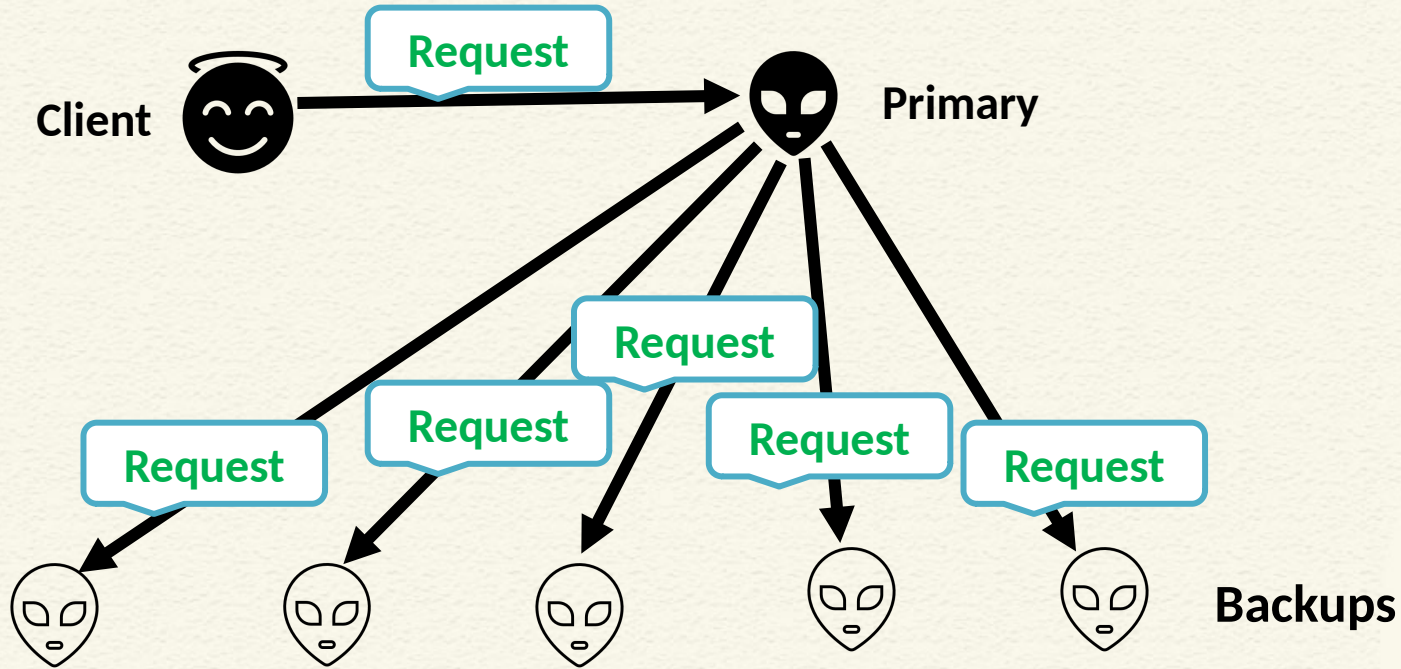 Request
Client
Primary
Request
Request
Request
Request
Request
Backups